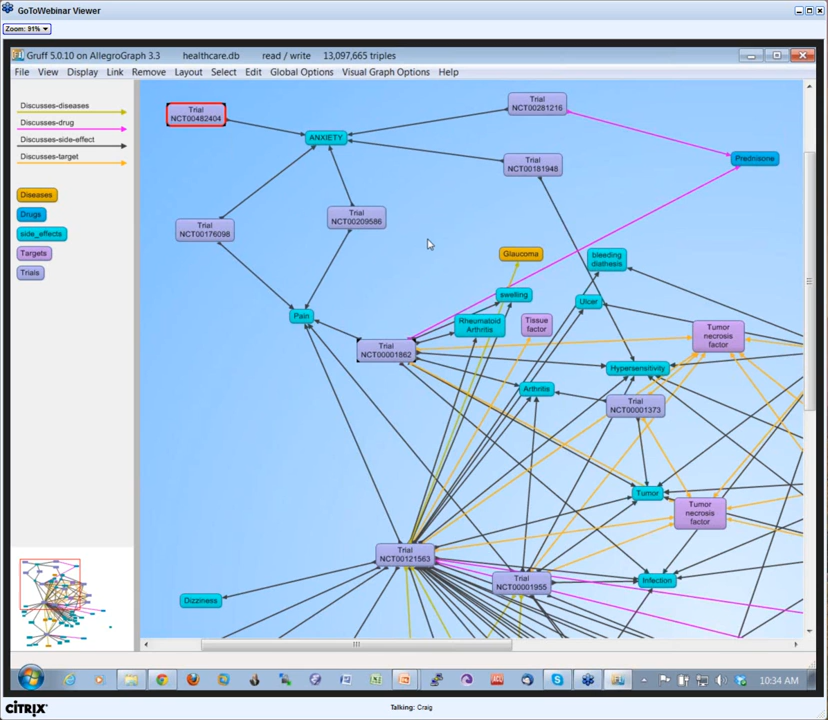 GoToWebinar Viewer
Zoom: 91%
Gruff 5.0.10 on AllegroGraph 3.3 healthcare.db read / write 13,097,665 triples
File View Display Link Remove Layout Select Edit Global Options Visual Graph Options Help
Discusses-diseases
Discusses-drug
Discusses-side-effect
Discusses-target
Diseases
Drugs
side_effects
Targets
Trials
Trial
NCT00482404
Trial
NCT00281216
ANXIETY
Trial
NCT00181948
Prednisone
Trial
NCT00176098
Trial
NCT00209586
Glaucoma
bleeding
diathesis
swelling
Ulcer
Pain
Rheumatoid
Arthritis
Tissue
factor
Tumor
necrosis
factor
Trial
NCT00001862
Hypersensitivity
Arthritis
Trial
NCT00001373
Tumor
Tumor
necrosis
factor
Trial
NCT00121563
Trial
NCT00001955
Infection
Dizziness
10:34 AM
CITRIX
Talking: Craig